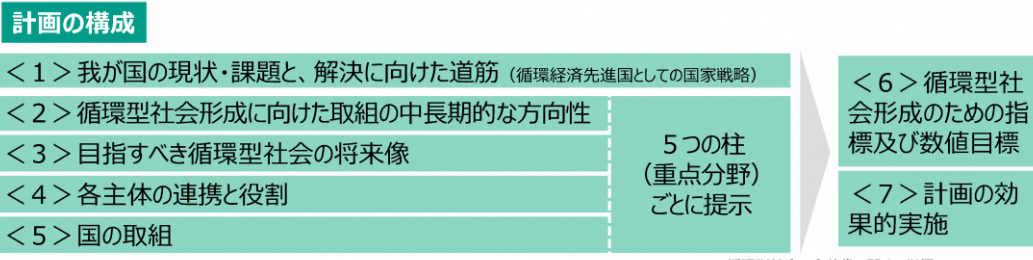 計画の構成
＜１＞我が国の現状・課題と、解決に向けた道筋（循環経済先進国としての国家戦略）
＜２＞循環型社会形成に向けた取組の中長期的な方向性
＜３＞目指すべき循環型社会の将来像
＜４＞各主体の連携と役割
＜５＞国の取組
５つの柱
（重点分野）
ごとに提示
＜６＞循環型社
会形成のための指
標及び数値目標
＜７＞計画の効
果的実施